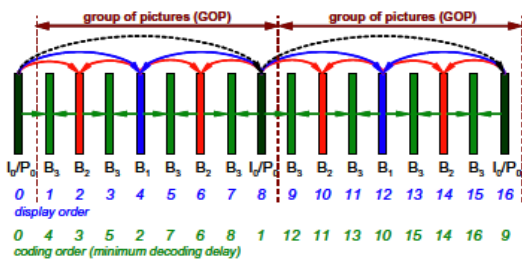 group of pictures (GOP) group of pictures (GOP)
I₀/P₀ B₃ B₂ B₃ B₁ B₃ B₂ B₃ I₀/P₀ B₃ B₂ B₃ B₁ B₃ B₂ B₃ I₀/P₀
0 1 2 3 4 5 6 7 8 9 10 11 12 13 14 15 16
display order
0 4 3 5 2 7 6 8 1 12 11 13 10 15 14 16 9
coding order (minimum decoding delay)